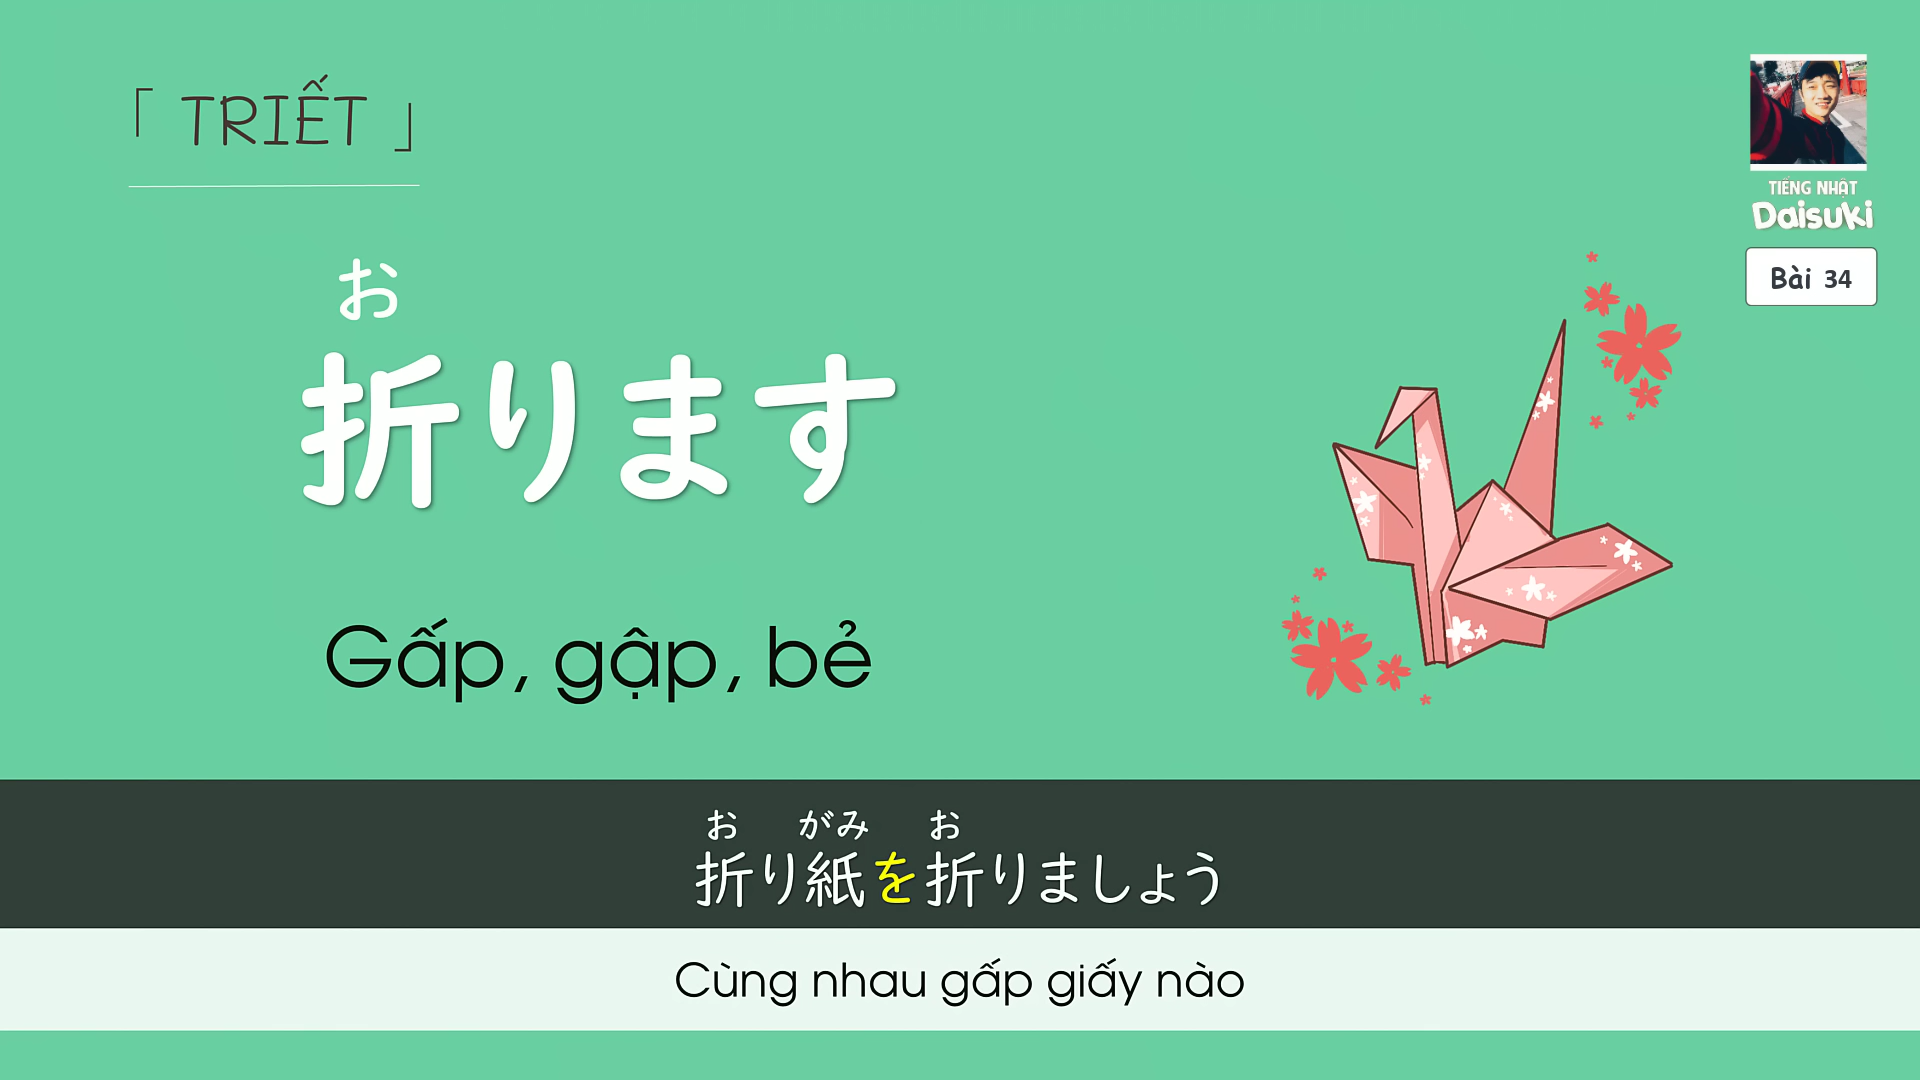 「 TRIẾT 」
TIẾNG NHẬT
Daisuki
Bài 34
お
折ります
Gấp, gập, bẻ
お がみ お
折り紙を折りましょう
Cùng nhau gấp giấy nào